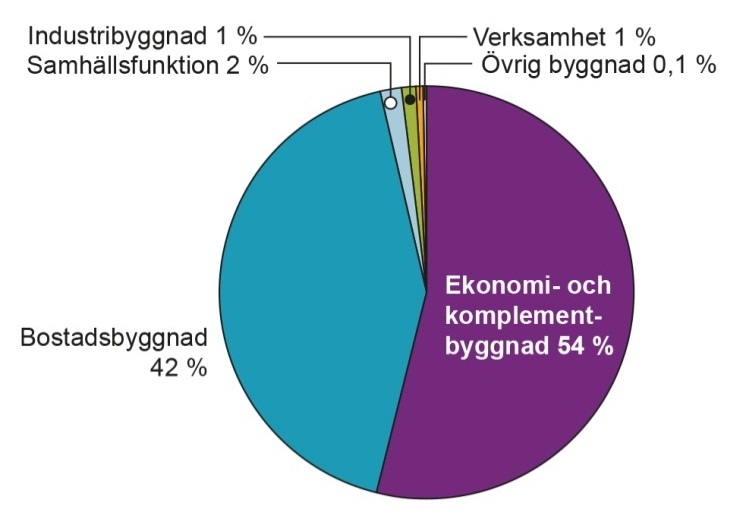 Industribyggnad 1 %
Samhällsfunktion 2 %
Verksamhet 1 %
Övrig byggnad 0,1 %
Ekonomi- och
komplement-
byggnad 54 %
Bostadsbyggnad
42 %